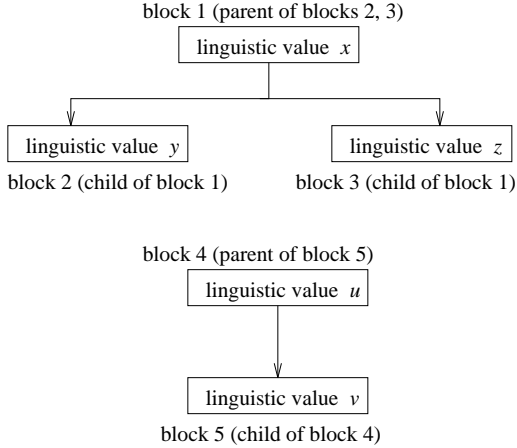 block 1 (parent of blocks 2, 3)
linguistic value x
linguistic value y
linguistic value z
block 2 (child of block 1)
block 3 (child of block 1)
block 4 (parent of block 5)
linguistic value u
linguistic value v
block 5 (child of block 4)